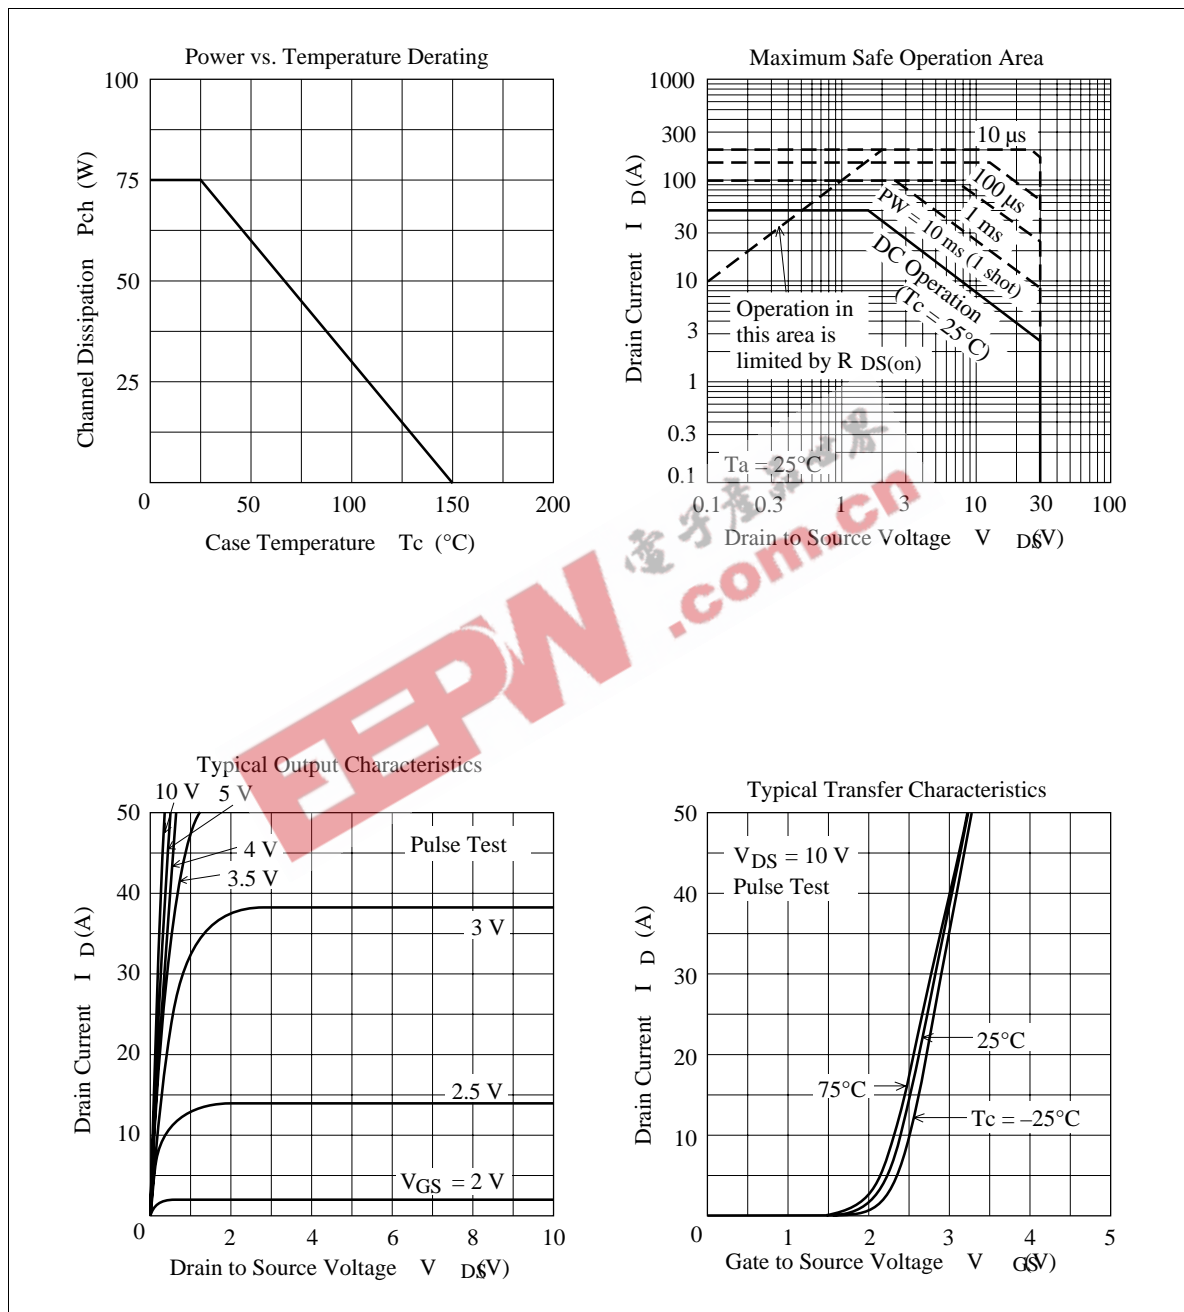 Power vs. Temperature Derating
100
75
50
25
0
50
100
150
200
Channel Dissipation Pch (W)
Case Temperature Tc (°C)
Maximum Safe Operation Area
1000
300
100
30
10
3
1
0.3
0.1
0.1
0.3
1
3
10
30
100
Drain Current I D (A)
10 µs
100 µs
1 ms
PW = 10 ms (1 shot)
DC Operation
(Tc = 25°C)
Operation in
this area is
limited by R DS(on)
Ta = 25°C
Drain to Source Voltage V DS (V)
電子產品世界
.com.cn
EEPW
Typical Output Characteristics
10 V
5 V
4 V
3.5 V
Pulse Test
3 V
2.5 V
VGS = 2 V
50
40
30
20
10
0
2
4
6
8
10
Drain Current I D (A)
Drain to Source Voltage V DS (V)
Typical Transfer Characteristics
VDS = 10 V
Pulse Test
25°C
75°C
Tc = –25°C
50
40
30
20
10
0
1
2
3
4
5
Drain Current I D (A)
Gate to Source Voltage V GS (V)